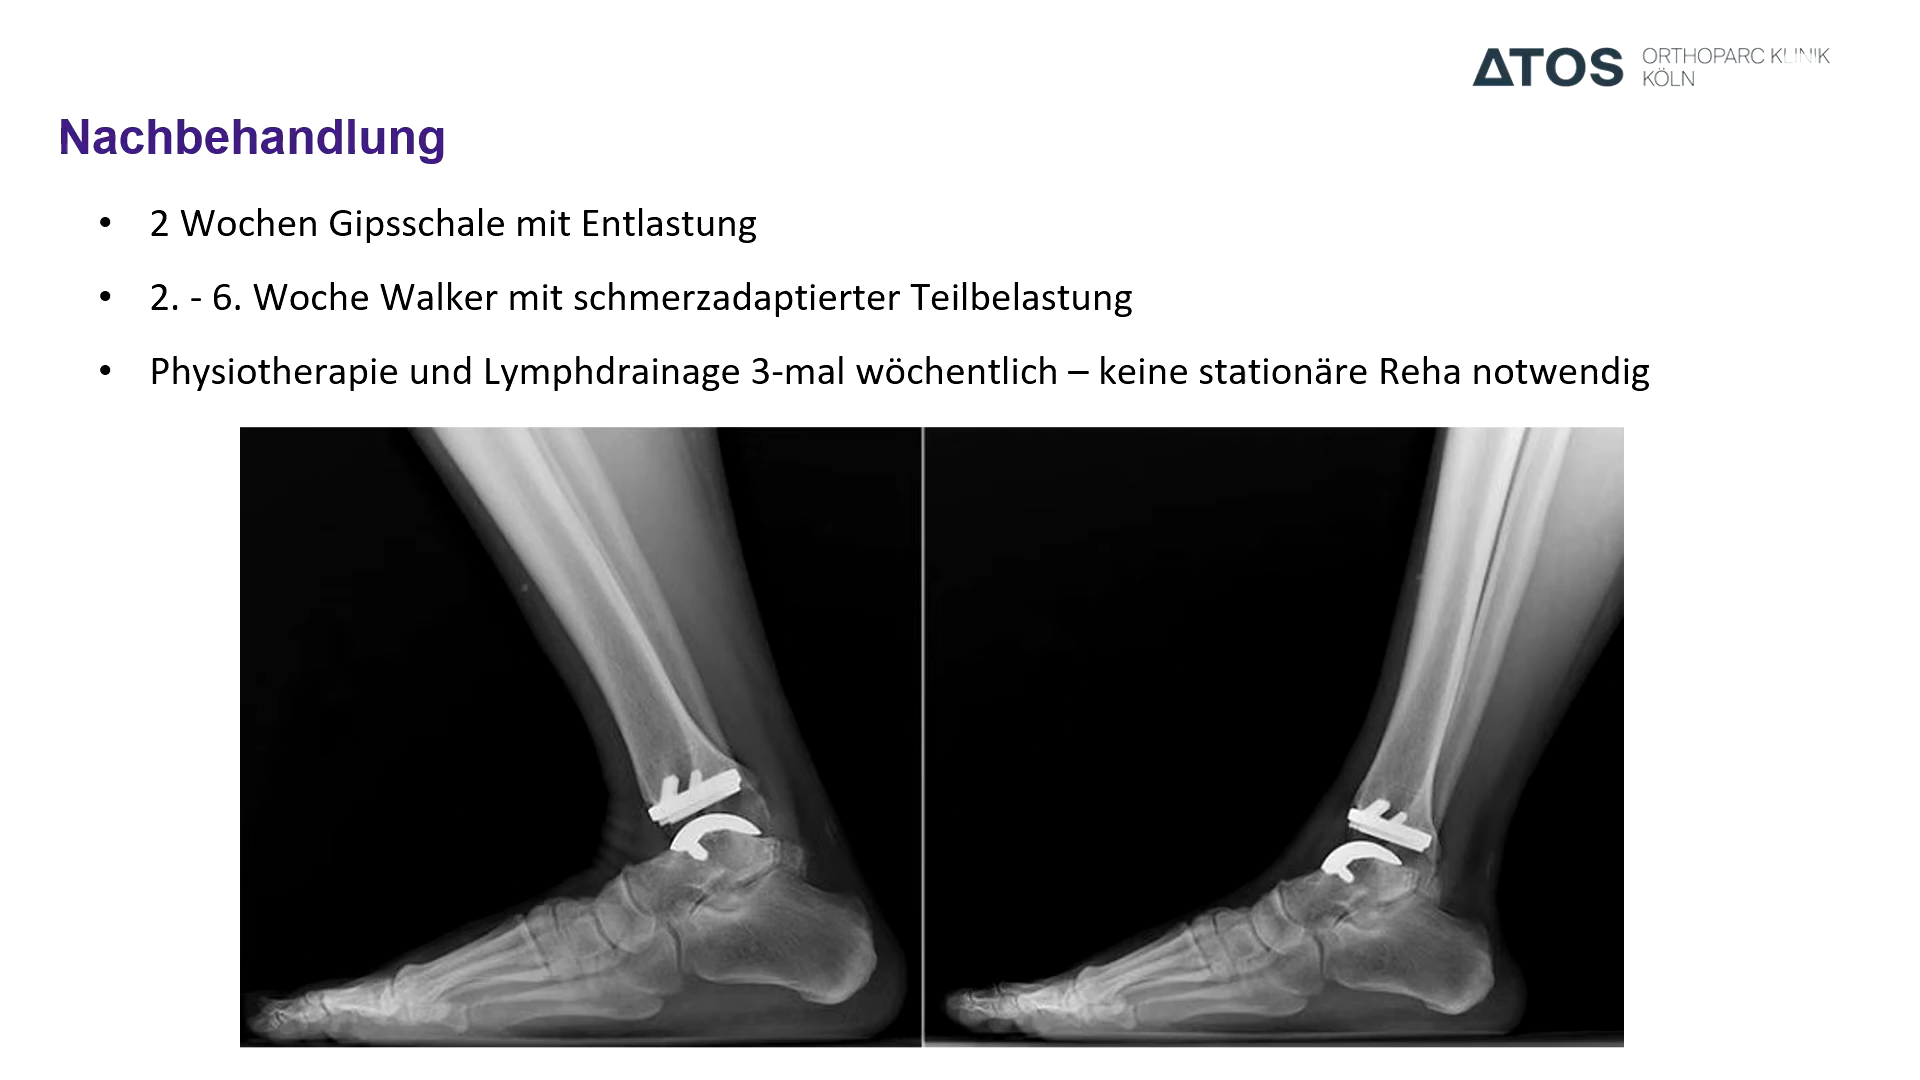 ATOS ORTHOPARC KLINIK
KÖLN
Nachbehandlung
• 2 Wochen Gipsschale mit Entlastung
• 2. - 6. Woche Walker mit schmerzadaptierter Teilbelastung
• Physiotherapie und Lymphdrainage 3-mal wöchentlich – keine stationäre Reha notwendig